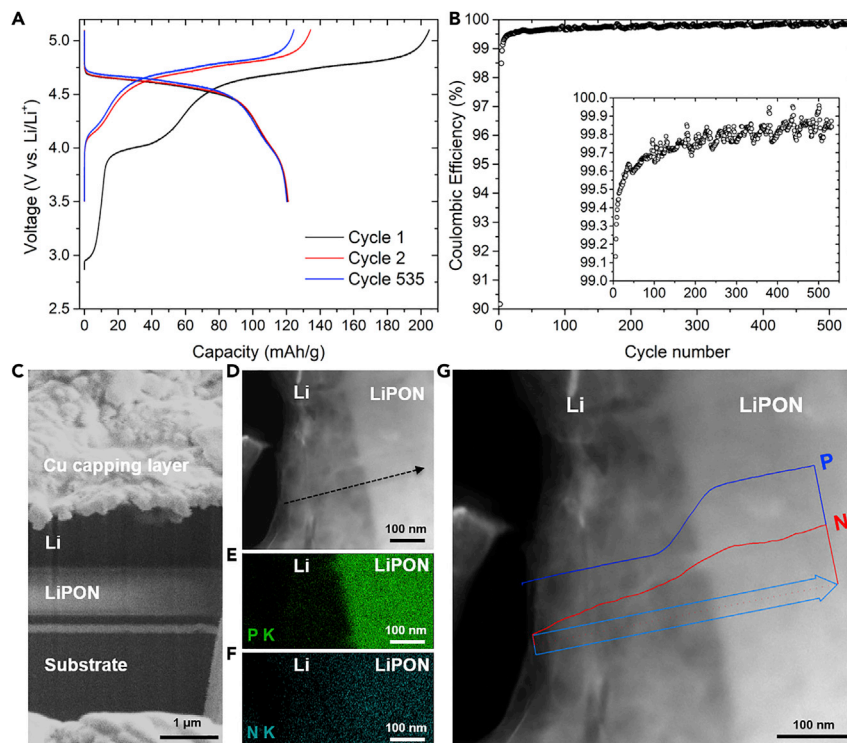 A
Voltage (V vs. Li/Li⁺)
5.0
4.5
4.0
3.5
3.0
2.5
Cycle 1
Cycle 2
Cycle 535
0 20 40 60 80 100 120 140 160 180 200
Capacity (mAh/g)
B
Coulombic Efficiency (%)
100
99
98
97
96
95
94
93
92
91
90
100.0
99.9
99.8
99.7
99.6
99.5
99.4
99.3
99.2
99.1
99.0
0 100 200 300 400 500
0 100 200 300 400 500
Cycle number
C
Cu capping layer
Li
LiPON
Substrate
1 µm
D
Li LiPON
100 nm
E
Li LiPON
P K
100 nm
F
Li LiPON
N K
100 nm
G
Li LiPON
P
N
100 nm